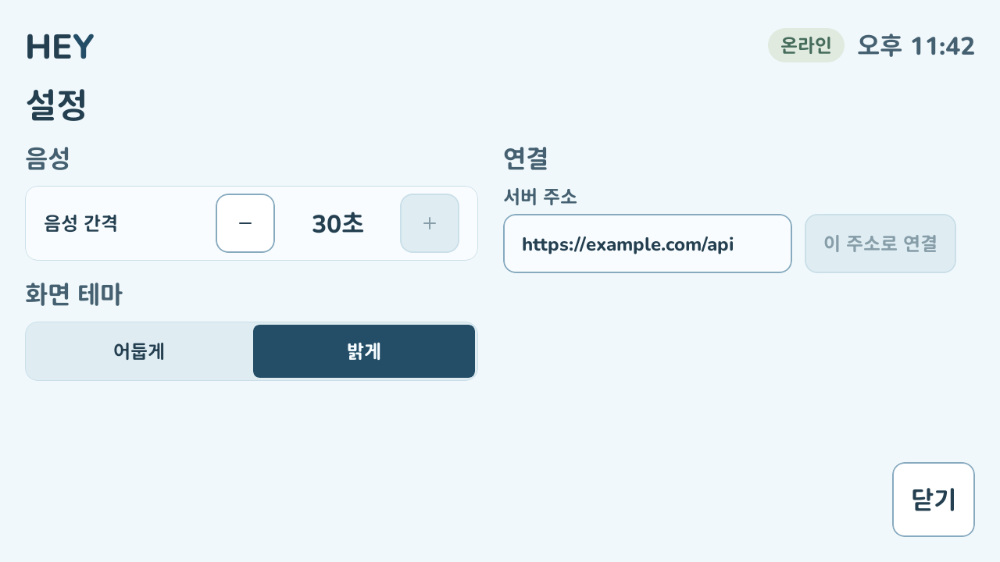 HEY
온라인 오후 11:42
설정
음성
음성 간격 − 30초 +
화면 테마
어둡게 밝게
연결
서버 주소
https://example.com/api 이 주소로 연결
닫기